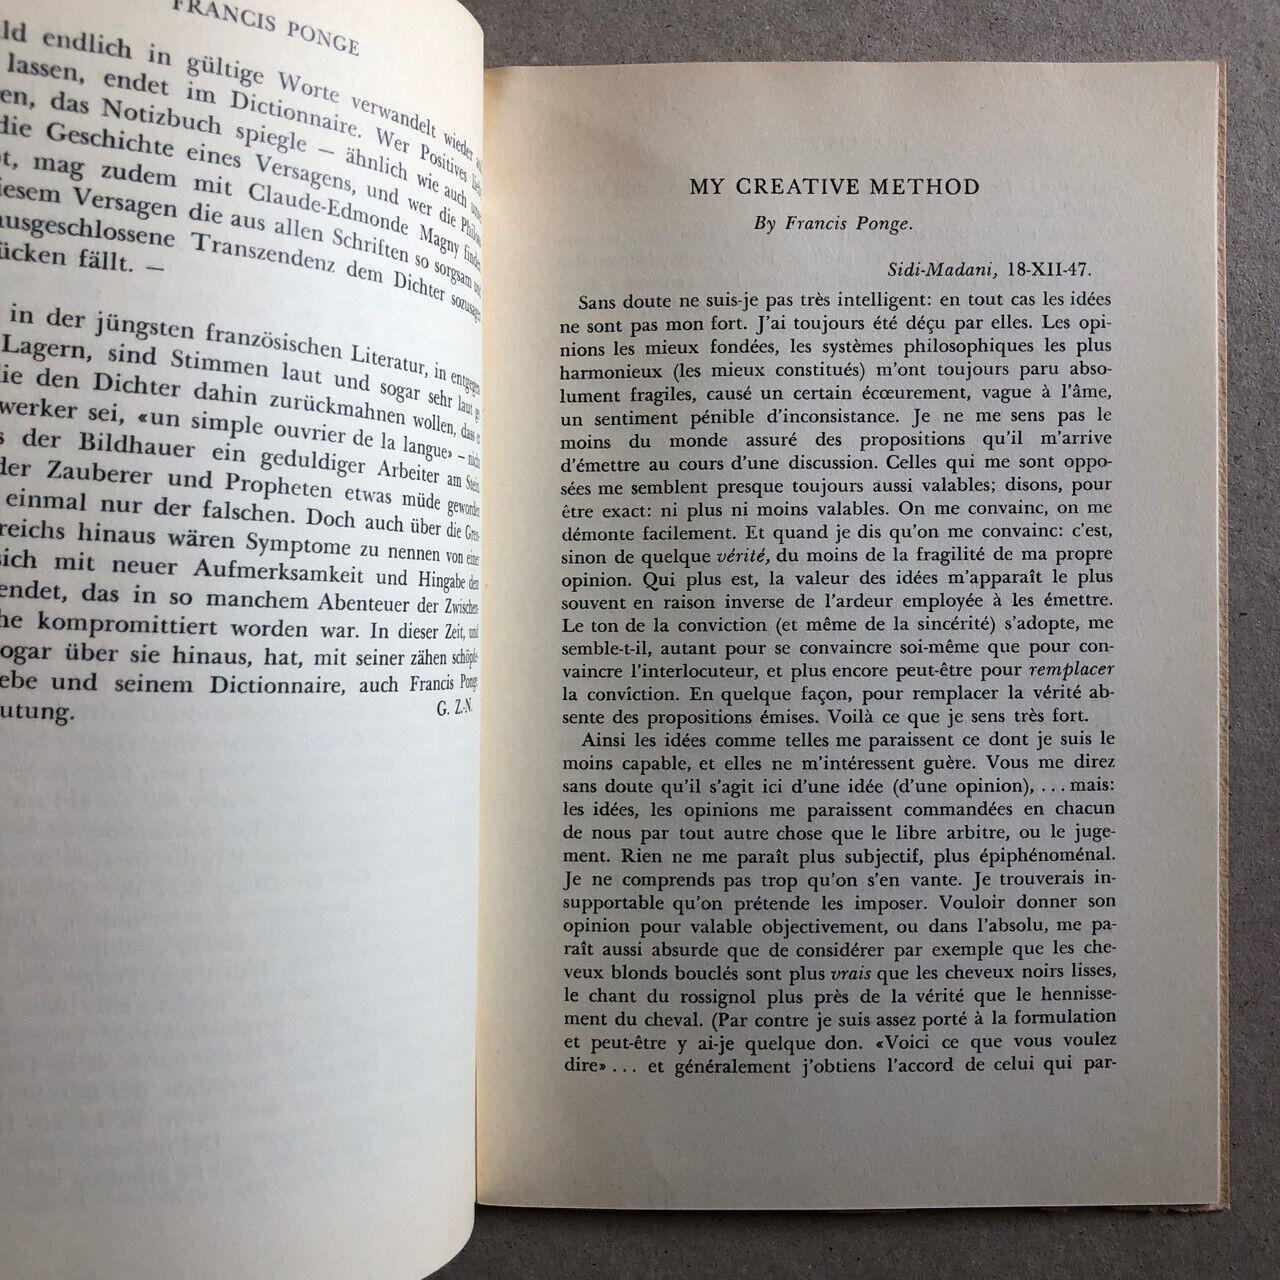 FRANCIS PONGE
ld endlich in gültige Worte verwandelt wieder
lassen, endet im Dictionnaire. Wer Positives
en, das Notizbuch spiegle — ähnlich wie auch
die Geschichte eines Versagens, und wer die
t, mag zudem mit Claude-Edmonde Magny finden,
iesem Versagen die aus allen Schriften so sorgsam und
ausgeschlossene Transzendenz dem Dichter sozusagen
ücken fällt. —
in der jüngsten französischen Literatur, in
Lagern, sind Stimmen laut und sogar sehr laut
ie den Dichter dahin zurückmahnen wollen, dass
werker sei, «un simple ouvrier de la langue» – nicht
s der Bildhauer ein geduldiger Arbeiter am Stein
der Zauberer und Propheten etwas müde geworden
einmal nur der falschen. Doch auch über die Gren-
reichs hinaus wären Symptome zu nennen von einer
sich mit neuer Aufmerksamkeit und Hingabe dem
endet, das in so manchem Abenteuer der Zwischen-
he kompromittiert worden war. In dieser Zeit, und
ogar über sie hinaus, hat, mit seiner zähen schöpfe-
ebe und seinem Dictionnaire, auch Francis Ponge
utung.
G. Z.-N.
MY CREATIVE METHOD
By Francis Ponge.
Sidi-Madani, 18-XII-47.
Sans doute ne suis-je pas très intelligent: en tout cas les idées
ne sont pas mon fort. J'ai toujours été déçu par elles. Les opi-
nions les mieux fondées, les systèmes philosophiques les plus
harmonieux (les mieux constitués) m'ont toujours paru abso-
lument fragiles, causé un certain écœurement, vague à l'âme,
un sentiment pénible d'inconsistance. Je ne me sens pas le
moins du monde assuré des propositions qu'il m'arrive
d'émettre au cours d'une discussion. Celles qui me sont oppo-
sées me semblent presque toujours aussi valables; disons, pour
être exact: ni plus ni moins valables. On me convainc, on me
démonte facilement. Et quand je dis qu'on me convainc: c'est,
sinon de quelque vérité, du moins de la fragilité de ma propre
opinion. Qui plus est, la valeur des idées m'apparaît le plus
souvent en raison inverse de l'ardeur employée à les émettre.
Le ton de la conviction (et même de la sincérité) s'adopte, me
semble-t-il, autant pour se convaincre soi-même que pour con-
vaincre l'interlocuteur, et plus encore peut-être pour remplacer
la conviction. En quelque façon, pour remplacer la vérité ab-
sente des propositions émises. Voilà ce que je sens très fort.
Ainsi les idées comme telles me paraissent ce dont je suis le
moins capable, et elles ne m'intéressent guère. Vous me direz
sans doute qu'il s'agit ici d'une idée (d'une opinion), . . . mais:
les idées, les opinions me paraissent commandées en chacun
de nous par tout autre chose que le libre arbitre, ou le juge-
ment. Rien ne me paraît plus subjectif, plus épiphénoménal.
Je ne comprends pas trop qu'on s'en vante. Je trouverais in-
supportable qu'on prétende les imposer. Vouloir donner son
opinion pour valable objectivement, ou dans l'absolu, me pa-
raît aussi absurde que de considérer par exemple que les che-
veux blonds bouclés sont plus vrais que les cheveux noirs lisses,
le chant du rossignol plus près de la vérité que le hennisse-
ment du cheval. (Par contre je suis assez porté à la formulation
et peut-être y ai-je quelque don. «Voici ce que vous voulez
dire» . . . et généralement j'obtiens l'accord de celui qui par-